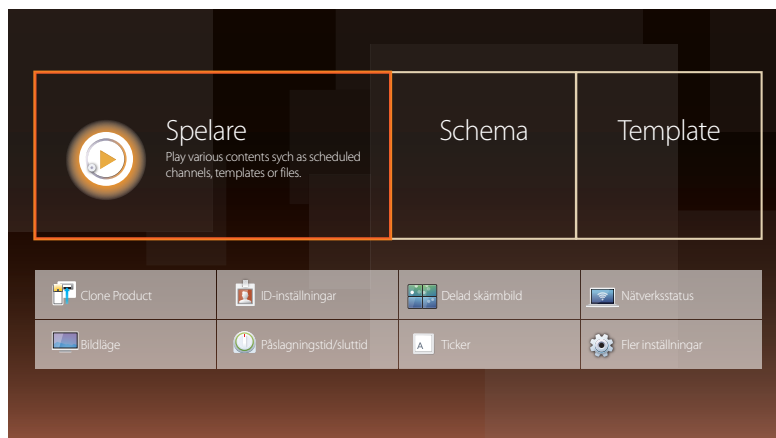 Spelare
Play various contents sych as scheduled
channels, templates or files.
Schema
Template
Clone Product
ID-inställningar
Delad skärmbild
Nätverksstatus
Bildläge
Påslagningstid/sluttid
A
Ticker
Fler inställningar